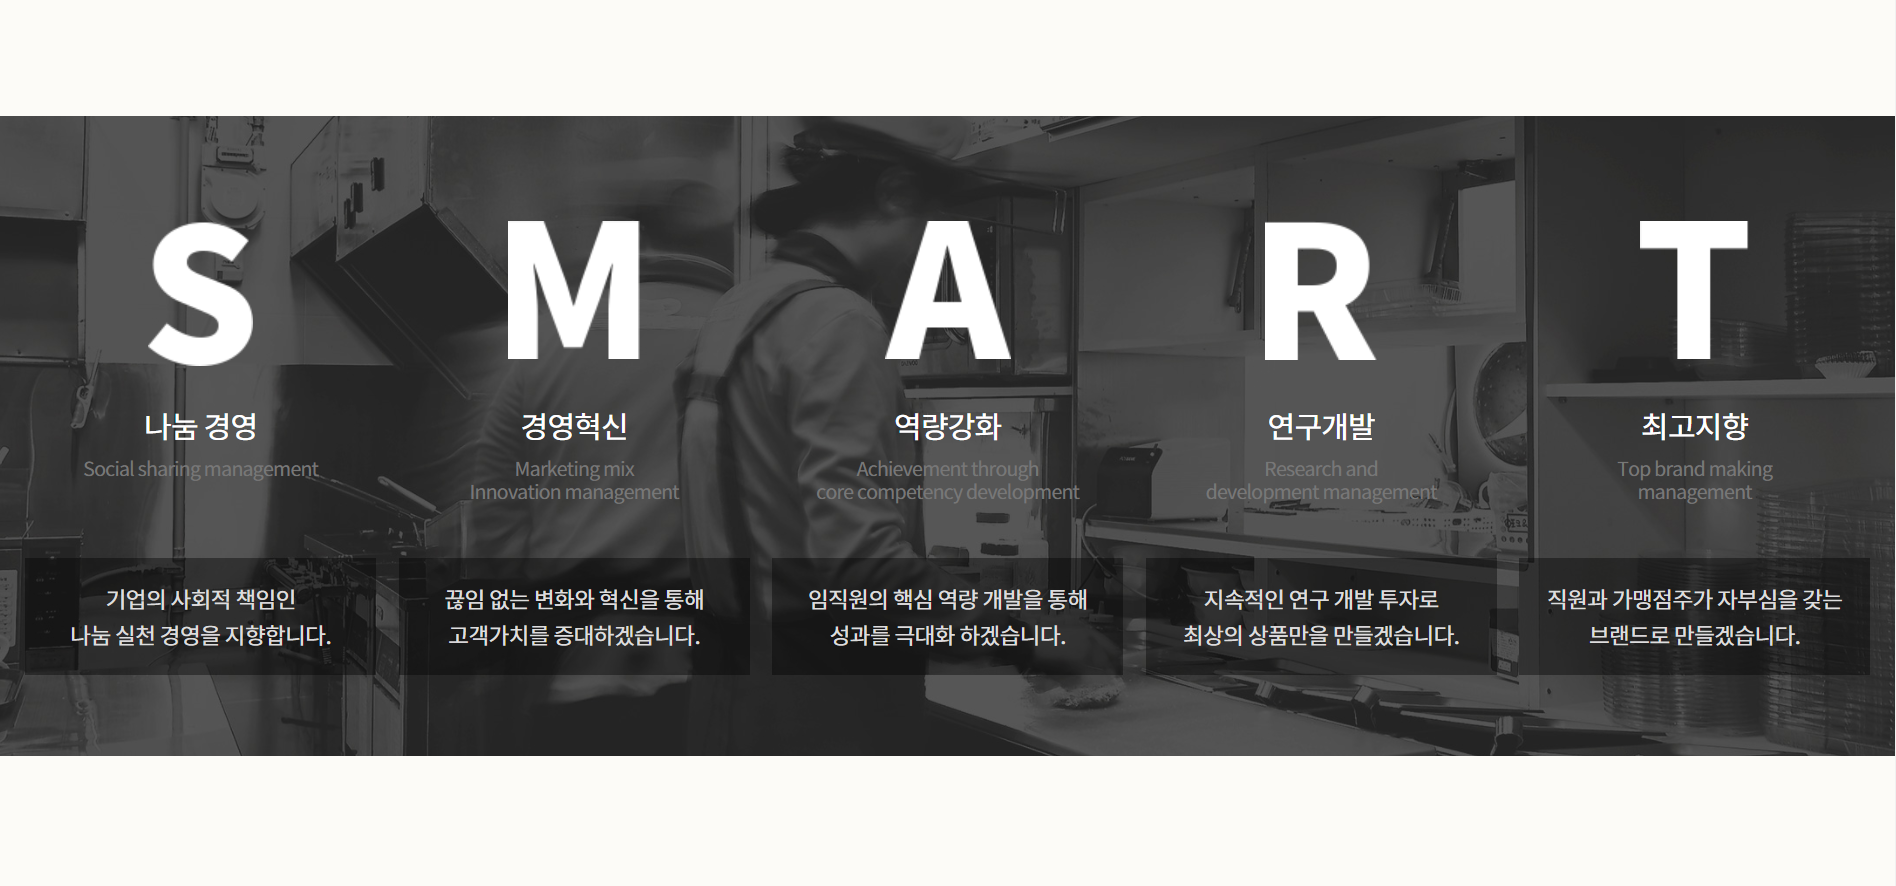 S
나눔 경영
Social sharing management
기업의 사회적 책임인
나눔 실천 경영을 지향합니다.
M
경영혁신
Marketing mix
Innovation management
끊임 없는 변화와 혁신을 통해
고객가치를 증대하겠습니다.
A
역량강화
Achievement through
core competency development
임직원의 핵심 역량 개발을 통해
성과를 극대화 하겠습니다.
R
연구개발
Research and
development management
지속적인 연구 개발 투자로
최상의 상품만을 만들겠습니다.
T
최고지향
Top brand making
management
직원과 가맹점주가 자부심을 갖는
브랜드로 만들겠습니다.